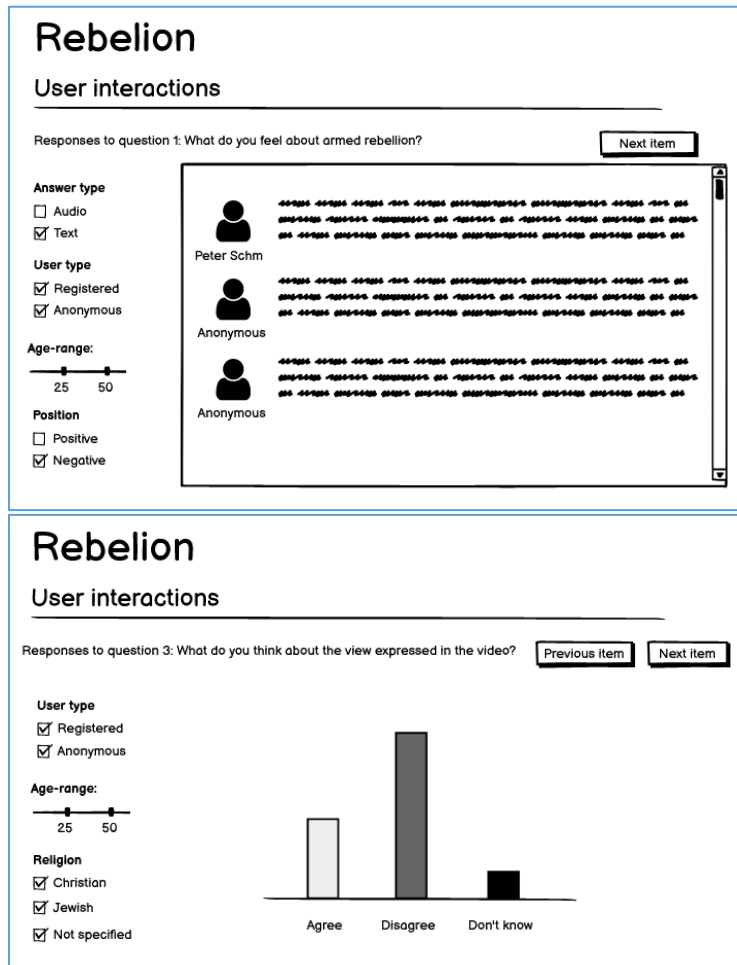 Rebelion
User interactions
Responses to question 1: What do you feel about armed rebellion?
Next item
Answer type
Audio
Text
User type
Registered
Anonymous
Age-range:
25 50
Position
Positive
Negative
Peter Schm
Anonymous
Anonymous
Rebelion
User interactions
Responses to question 3: What do you think about the view expressed in the video?
Previous item
Next item
User type
Registered
Anonymous
Age-range:
25 50
Religion
Christian
Jewish
Not specified
Agree Disagree Don't know